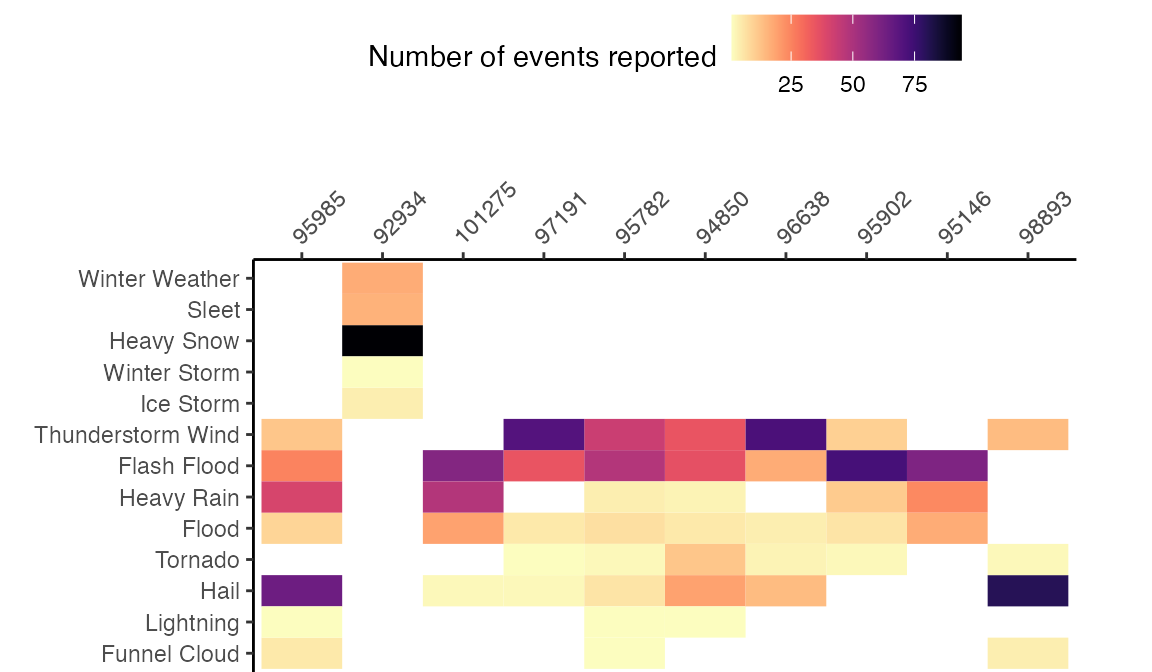 Number of events reported
25 50 75
95985 92934 101275 97191 95782 94850 96638 95902 95146 98893
Winter Weather
Sleet
Heavy Snow
Winter Storm
Ice Storm
Thunderstorm Wind
Flash Flood
Heavy Rain
Flood
Tornado
Hail
Lightning
Funnel Cloud